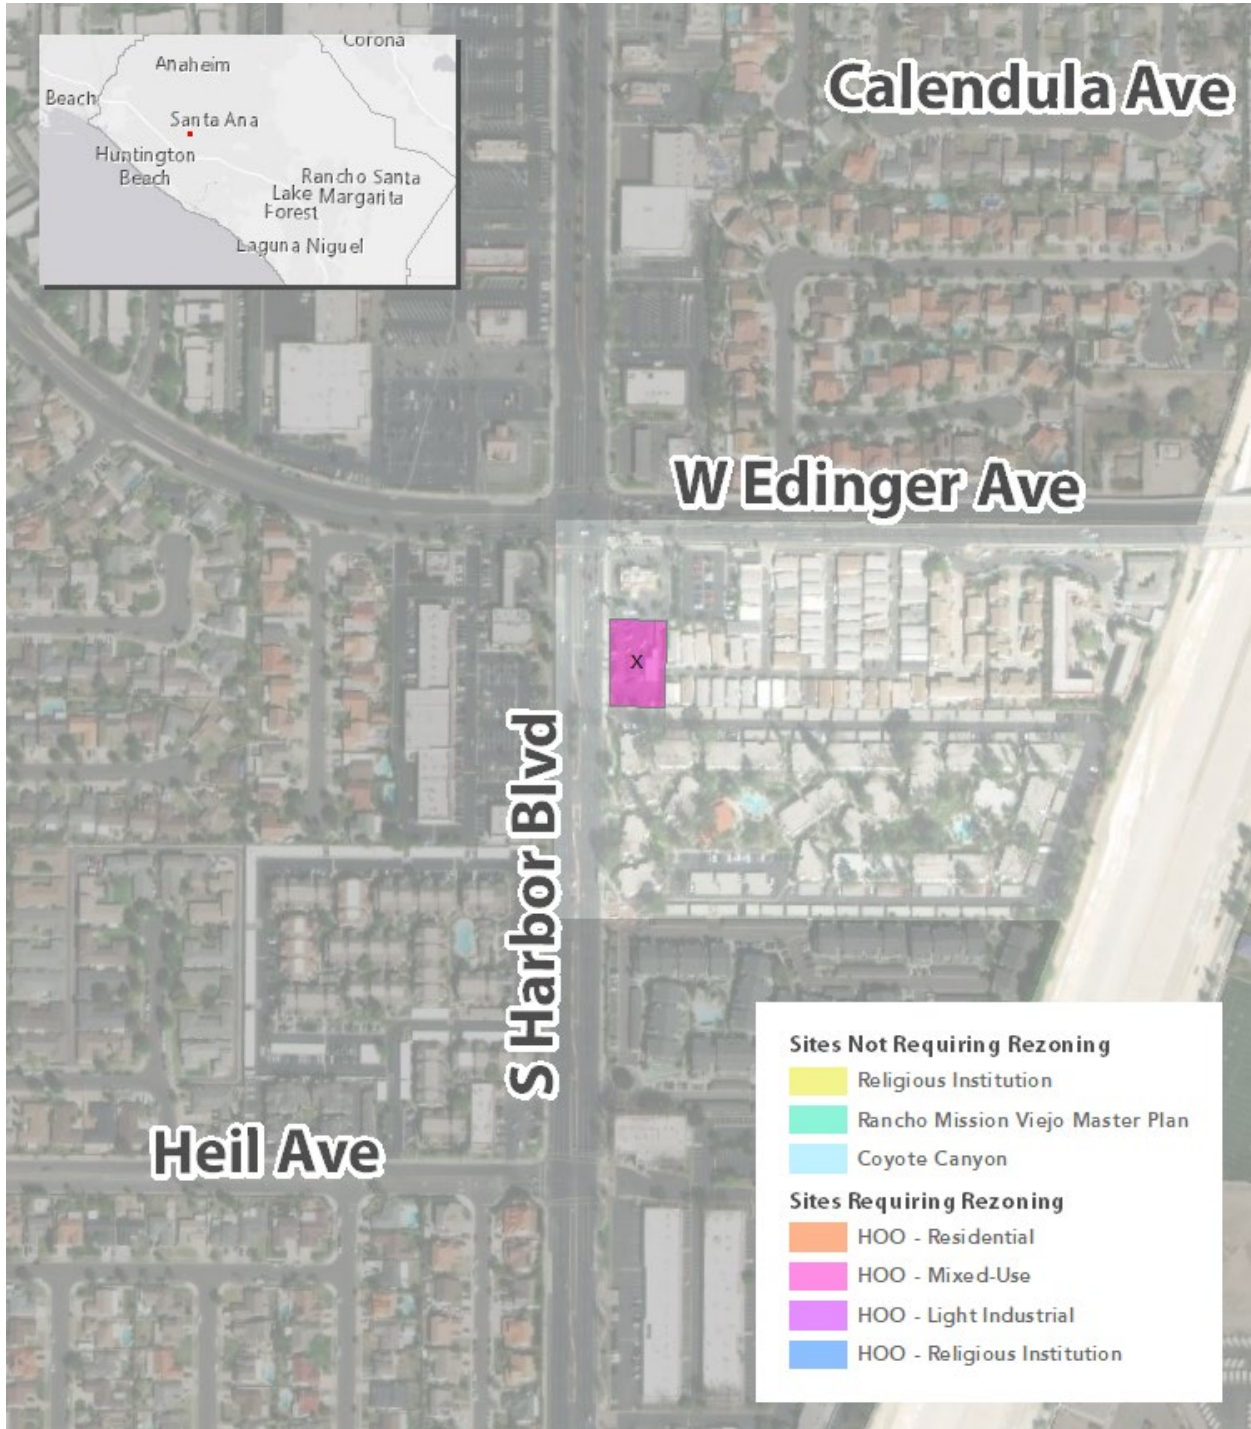 Calendula Ave
Corona
Anaheim
Beach
Santa Ana
Huntington
Beach
Rancho Santa
Lake Margarita
Forest
Laguna Niguel
W Edinger Ave
x
S Harbor Blvd
Heil Ave
Sites Not Requiring Rezoning
Religious Institution
Rancho Mission Viejo Master Plan
Coyote Canyon
Sites Requiring Rezoning
HOO - Residential
HOO - Mixed-Use
HOO - Light Industrial
HOO - Religious Institution